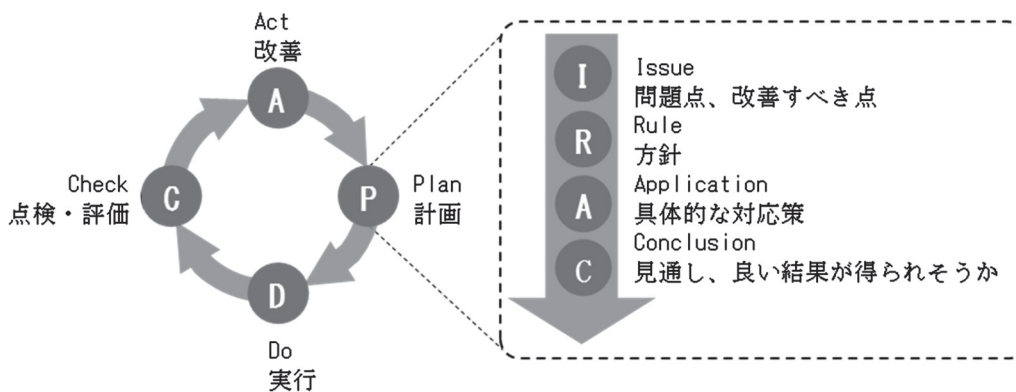 Act
改善
A
P
Plan
計画
D
Do
実行
C
Check
点検・評価
I
Issue
問題点、改善すべき点
R
Rule
方針
A
Application
具体的な対応策
C
Conclusion
見通し、良い結果が得られそうか